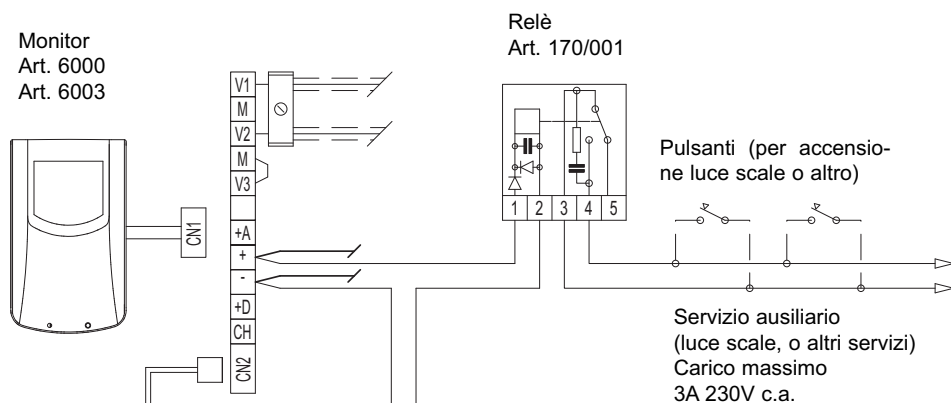 Monitor
Art. 6000
Art. 6003
V1
M
V2
M
V3
+A
+
-
+D
CH
CN2
CN1
Relè
Art. 170/001
1 2 3 4 5
Pulsanti (per accensio-
ne luce scale o altro)
Servizio ausiliario
(luce scale, o altri servizi)
Carico massimo
3A 230V c.a.